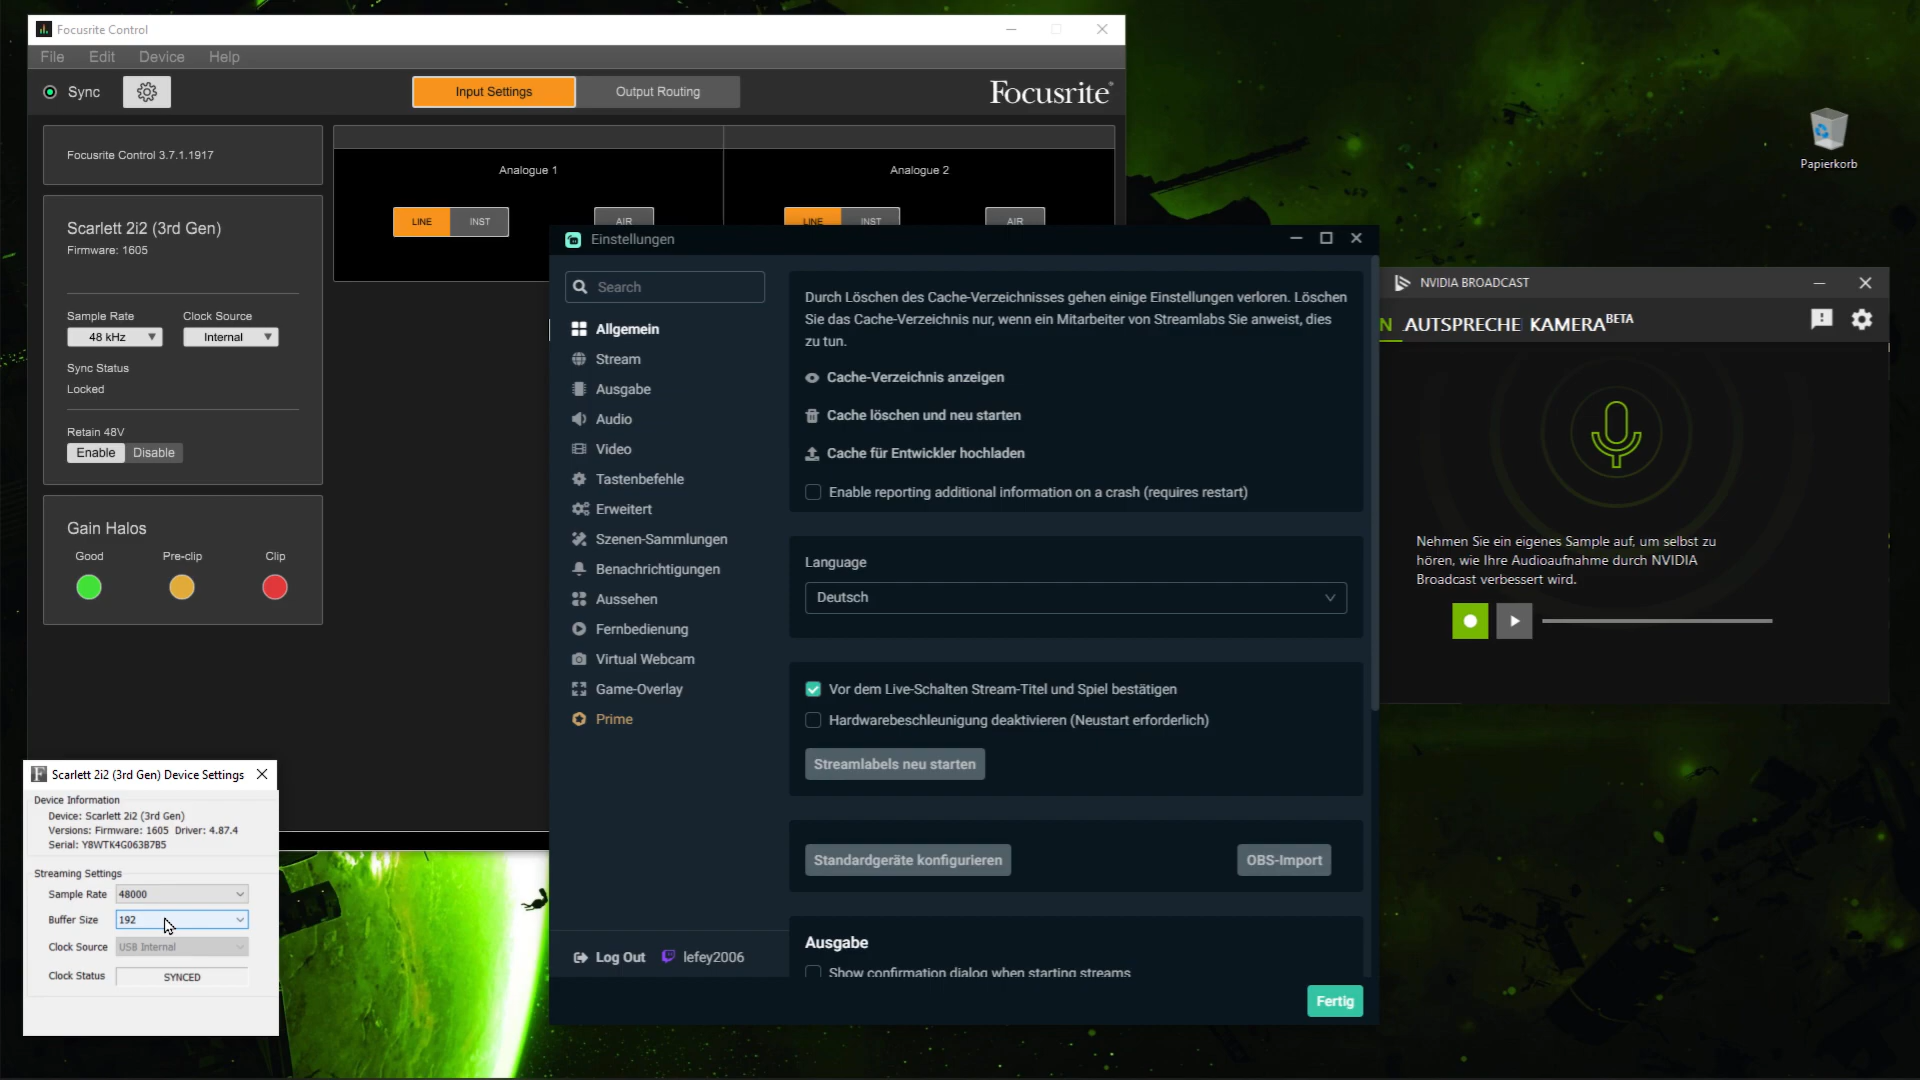 Focusrite Control
File Edit Device Help
Sync
Input Settings Output Routing
Focusrite
Focusrite Control 3.7.1.1917
Scarlett 2i2 (3rd Gen)
Firmware: 1605
Sample Rate Clock Source
48 kHz Internal
Sync Status
Locked
Retain 48V
Enable Disable
Gain Halos
Good Pre-clip Clip
Analogue 1 Analogue 2
LINE INST AIR LINE INST AIR
Papierkorb
Einstellungen
Search
Allgemein
Stream
Ausgabe
Audio
Video
Tastenbefehle
Erweitert
Szenen-Sammlungen
Benachrichtigungen
Aussehen
Fernbedienung
Virtual Webcam
Game-Overlay
Prime
Log Out lefey2006
Durch Löschen des Cache-Verzeichnisses gehen einige Einstellungen verloren. Löschen
Sie das Cache-Verzeichnis nur, wenn ein Mitarbeiter von Streamlabs Sie anweist, dies
zu tun.
Cache-Verzeichnis anzeigen
Cache löschen und neu starten
Cache für Entwickler hochladen
Enable reporting additional information on a crash (requires restart)
Language
Deutsch
Vor dem Live-Schalten Stream-Titel und Spiel bestätigen
Hardwarebeschleunigung deaktivieren (Neustart erforderlich)
Streamlabels neu starten
Standardgeräte konfigurieren OBS-Import
Ausgabe
Show confirmation dialog when starting streams
Fertig
NVIDIA BROADCAST
N AUTSPRECHE KAMERA BETA
Nehmen Sie ein eigenes Sample auf, um selbst zu
hören, wie Ihre Audioaufnahme durch NVIDIA
Broadcast verbessert wird.
Scarlett 2i2 (3rd Gen) Device Settings
Device Information
Device: Scarlett 2i2 (3rd Gen)
Versions: Firmware: 1605 Driver: 4.87.4
Serial: Y8WTK4G063B7B5
Streaming Settings
Sample Rate 48000
Buffer Size 192
Clock Source USB Internal
Clock Status SYNCED